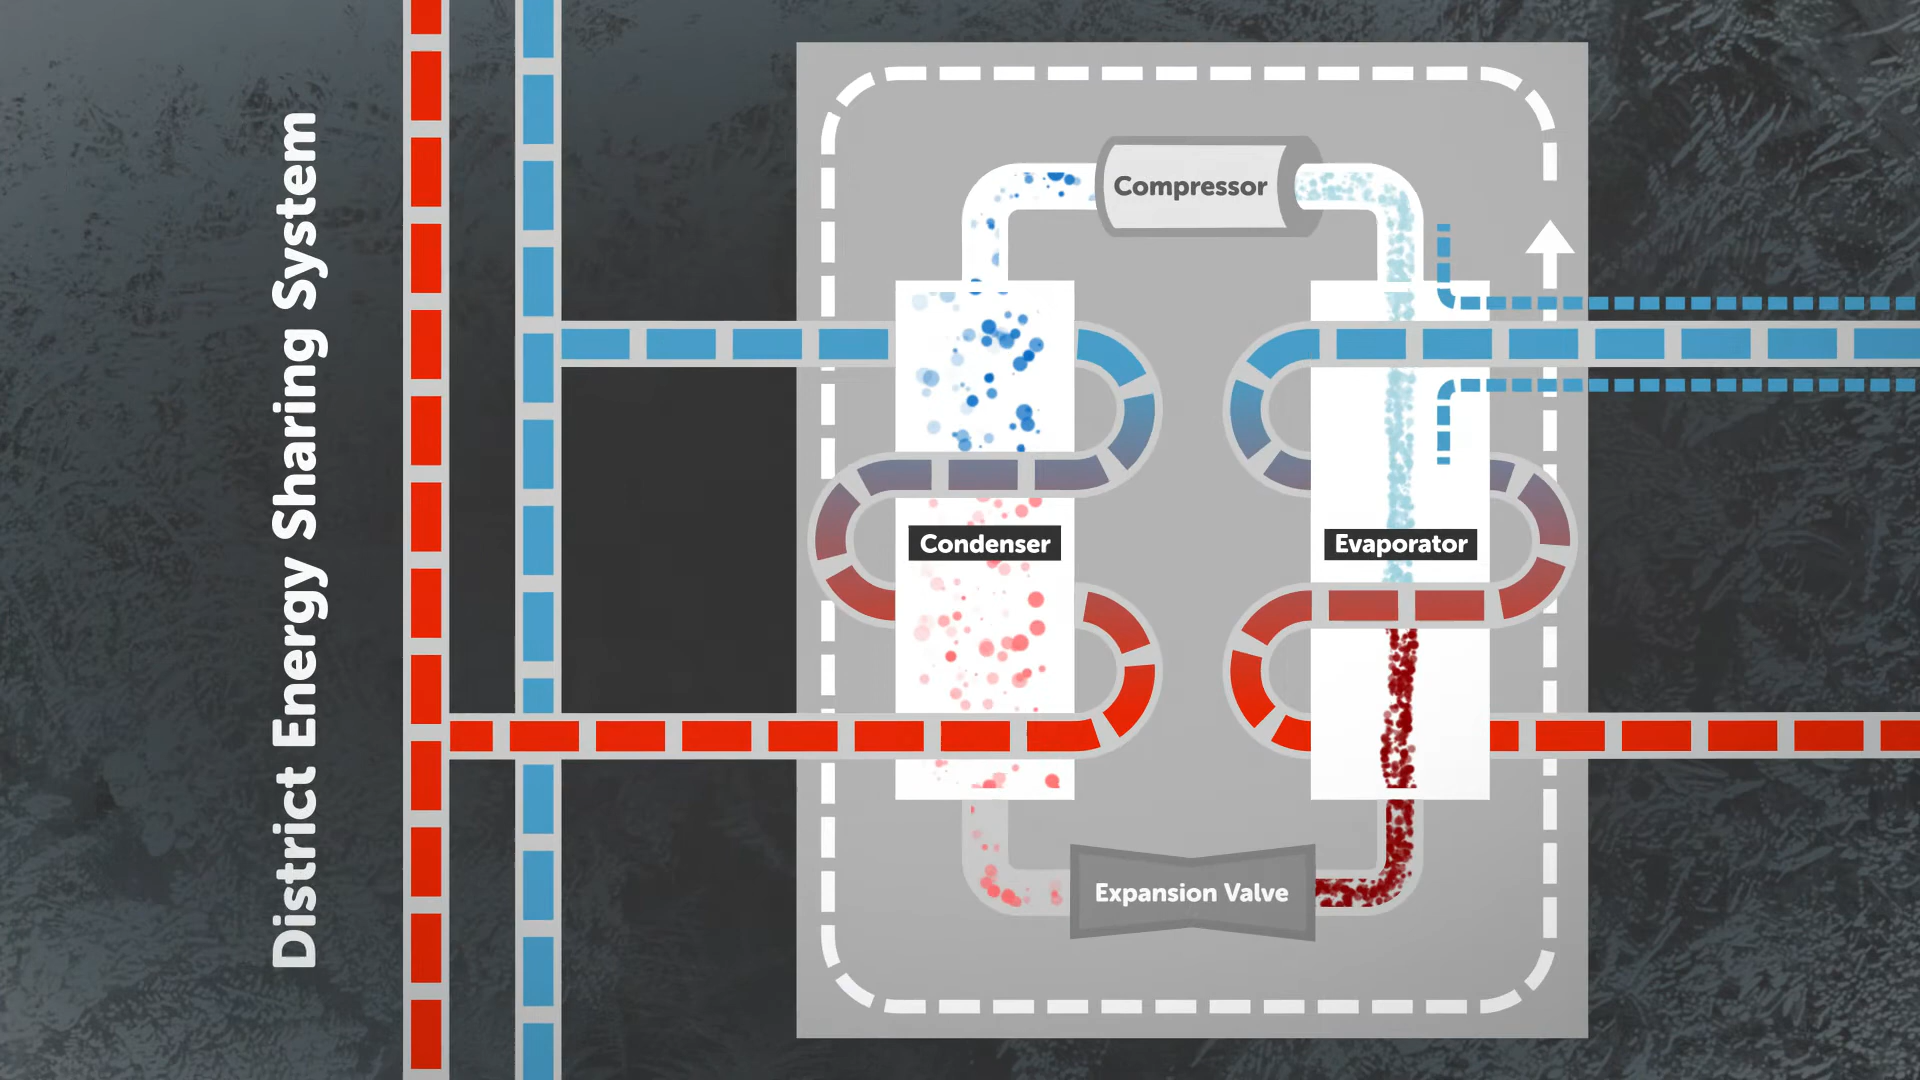 District Energy Sharing System
Compressor
Condenser
Evaporator
Expansion Valve